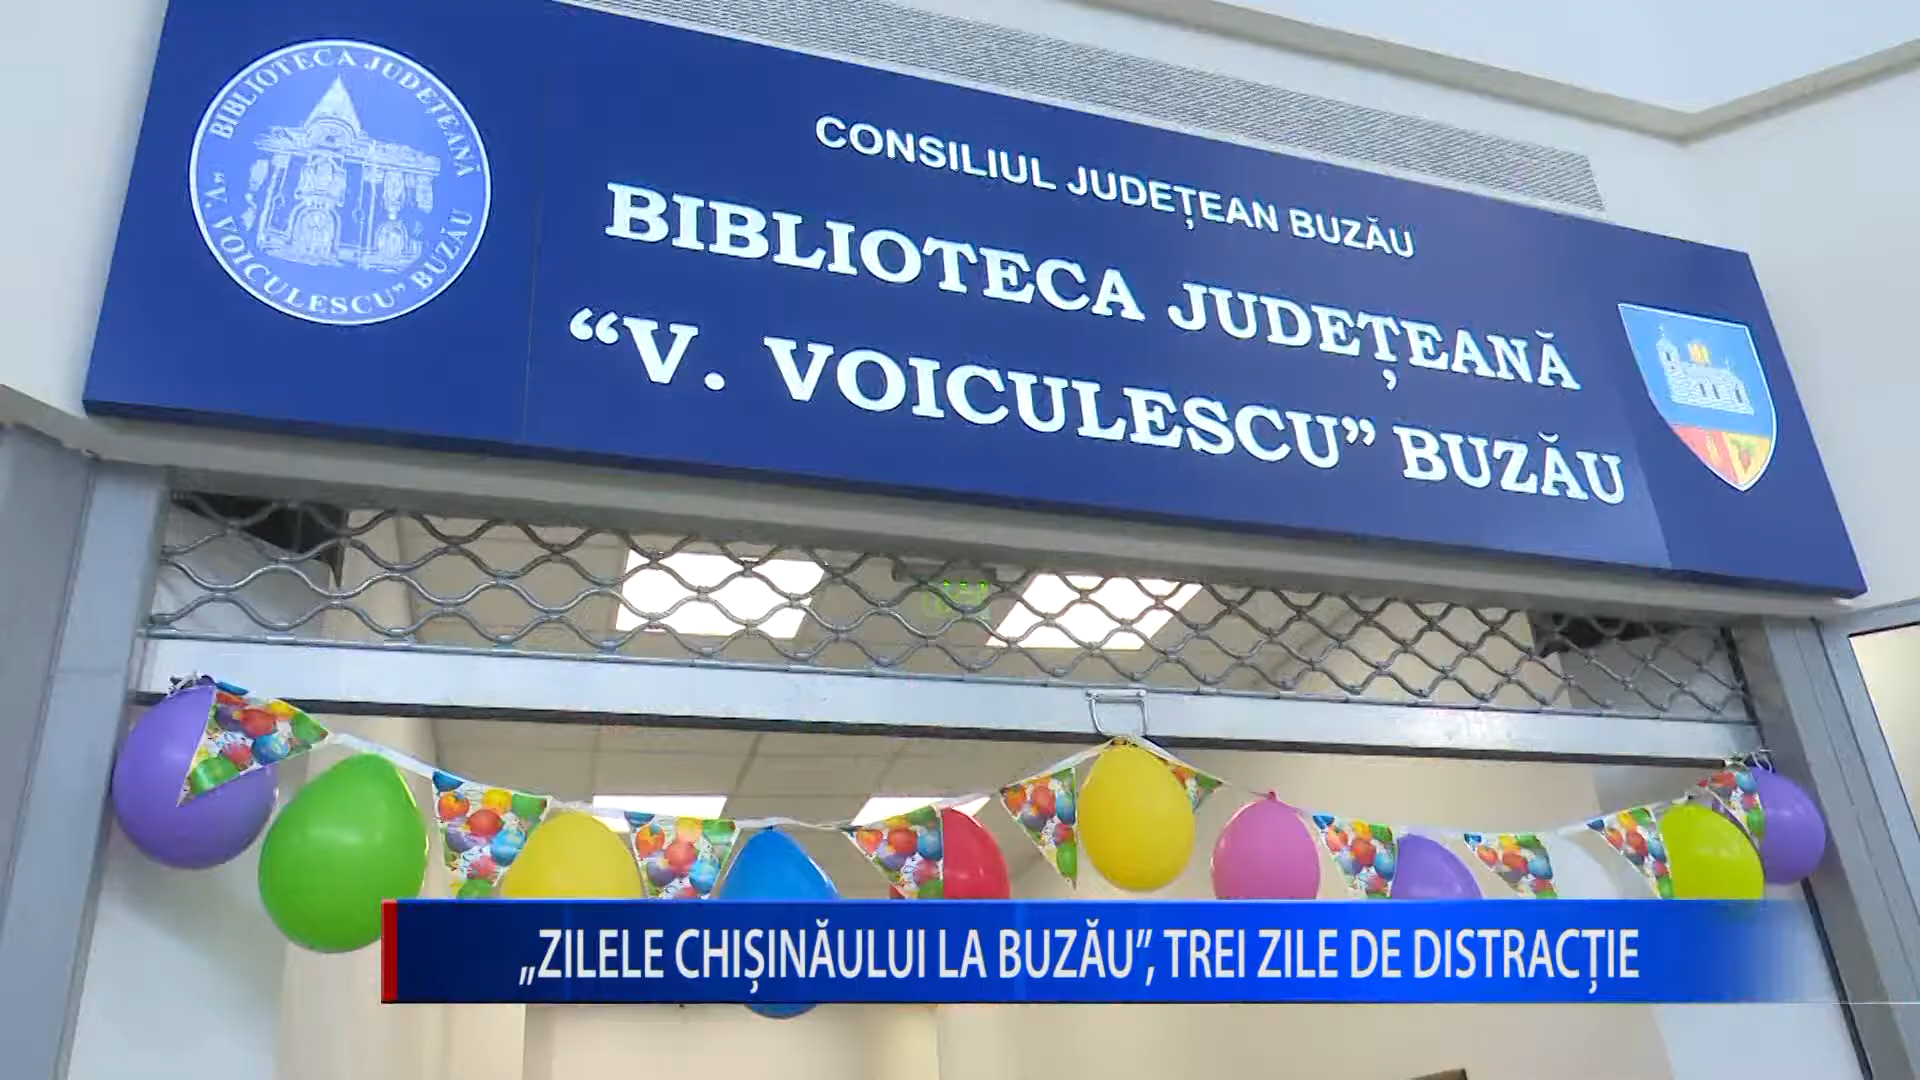 BIBLIOTECA JUDEȚEANĂ
"V. VOICULESCU" BUZĂU
CONSILIUL JUDEȚEAN BUZĂU
BIBLIOTECA JUDEȚEANĂ
“V. VOICULESCU” BUZĂU
„ZILELE CHIȘINĂULUI LA BUZĂU”, TREI ZILE DE DISTRACȚIE